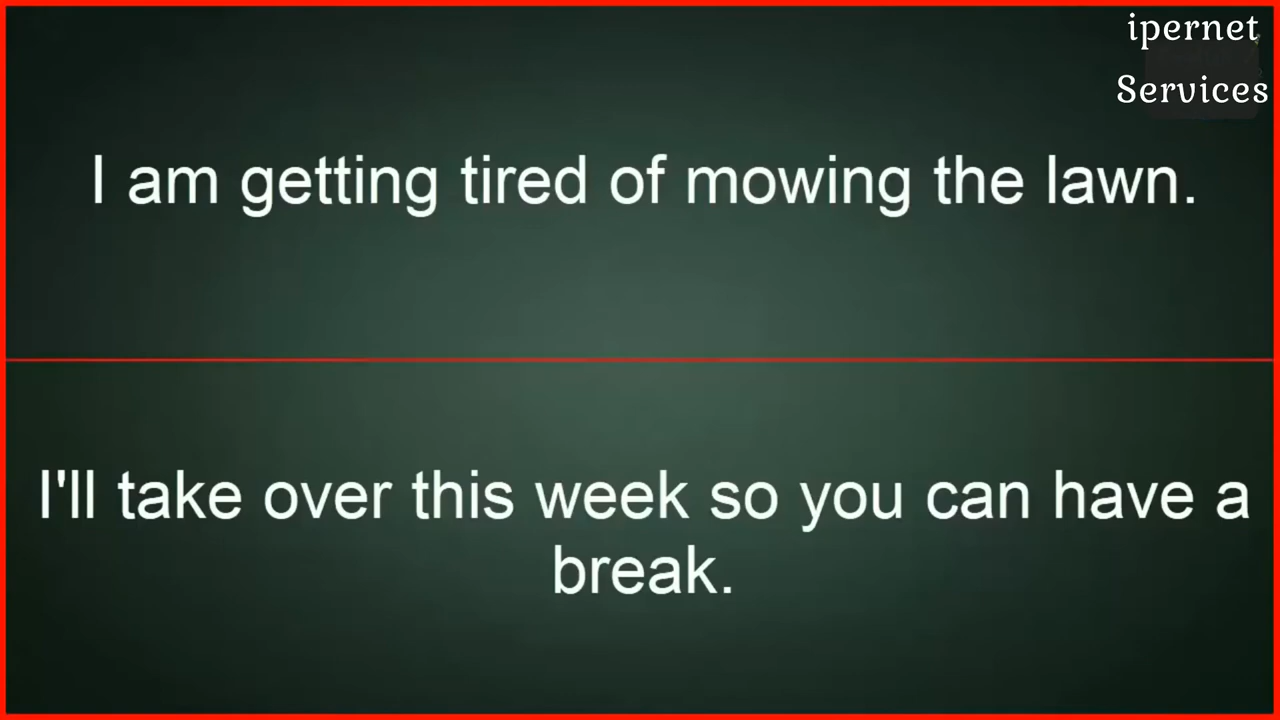 ipernet
Services
I am getting tired of mowing the lawn.
I'll take over this week so you can have a
break.